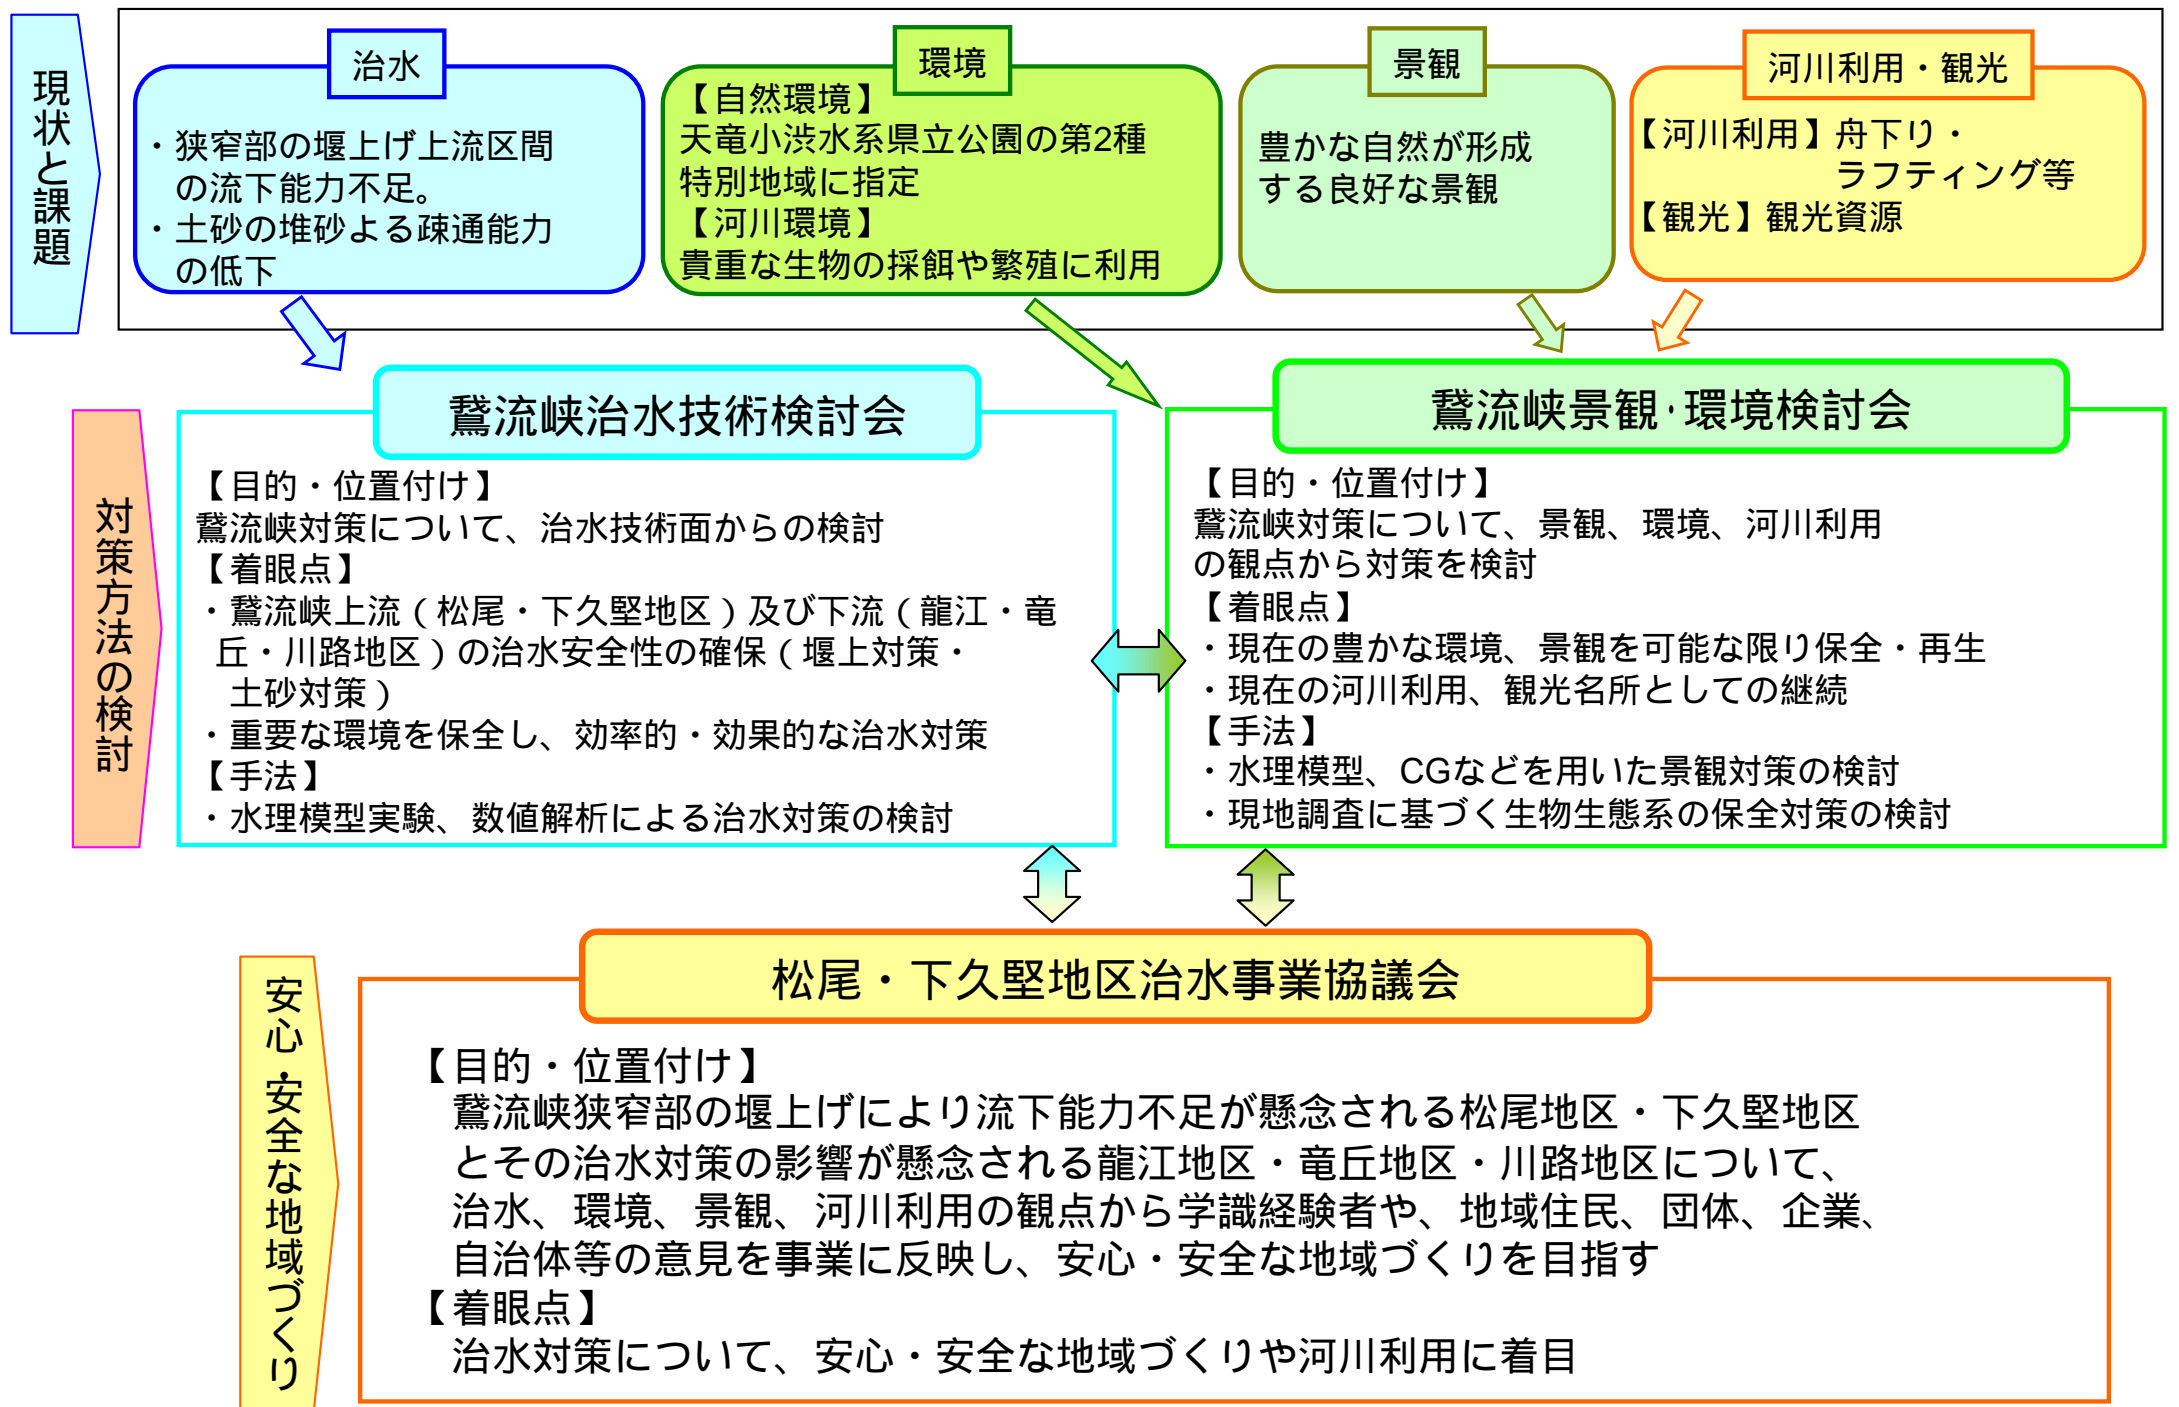 現状と課題
治水
・狭窄部の堰上げ上流区間
の流下能力不足。
・土砂の堆砂よる疎通能力
の低下
環境
【自然環境】
天竜小渋水系県立公園の第2種
特別地域に指定
【河川環境】
貴重な生物の採餌や繁殖に利用
景観
豊かな自然が形成
する良好な景観
河川利用・観光
【河川利用】舟下り・
ラフティング等
【観光】観光資源
対策方法の検討
鵞流峡治水技術検討会
【目的・位置付け】
鵞流峡対策について、治水技術面からの検討
【着眼点】
・鵞流峡上流（松尾・下久堅地区）及び下流（龍江・竜
丘・川路地区）の治水安全性の確保（堰上対策・
土砂対策）
・重要な環境を保全し、効率的・効果的な治水対策
【手法】
・水理模型実験、数値解析による治水対策の検討
鵞流峡景観・環境検討会
【目的・位置付け】
鵞流峡対策について、景観、環境、河川利用
の観点から対策を検討
【着眼点】
・現在の豊かな環境、景観を可能な限り保全・再生
・現在の河川利用、観光名所としての継続
【手法】
・水理模型、CGなどを用いた景観対策の検討
・現地調査に基づく生物生態系の保全対策の検討
安心・安全な地域づくり
松尾・下久堅地区治水事業協議会
【目的・位置付け】
鵞流峡狭窄部の堰上げにより流下能力不足が懸念される松尾地区・下久堅地区
とその治水対策の影響が懸念される龍江地区・竜丘地区・川路地区について、
治水、環境、景観、河川利用の観点から学識経験者や、地域住民、団体、企業、
自治体等の意見を事業に反映し、安心・安全な地域づくりを目指す
【着眼点】
治水対策について、安心・安全な地域づくりや河川利用に着目